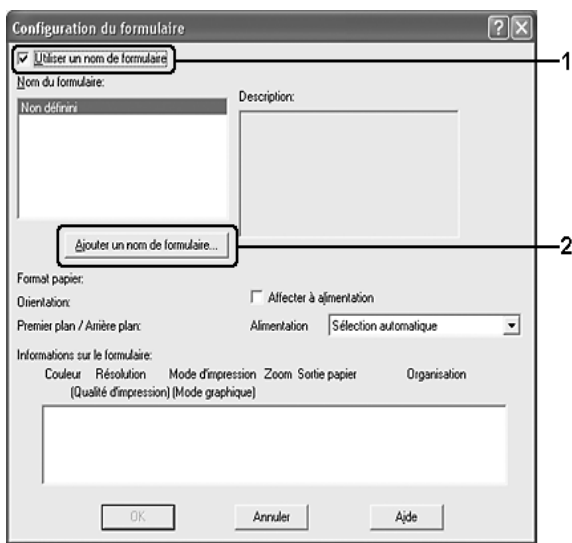 Configuration du formulaire
Utiliser un nom de formulaire
1
Nom du formulaire:
Description:
Non définini
Ajouter un nom de formulaire...
2
Format papier:
Orientation:
Affecter à alimentation
Premier plan / Arrière plan:
Alimentation
Sélection automatique
Informations sur le formulaire:
Couleur Résolution Mode d'impression Zoom Sortie papier Organisation
(Qualité d'impression) (Mode graphique)
OK Annuler Aide